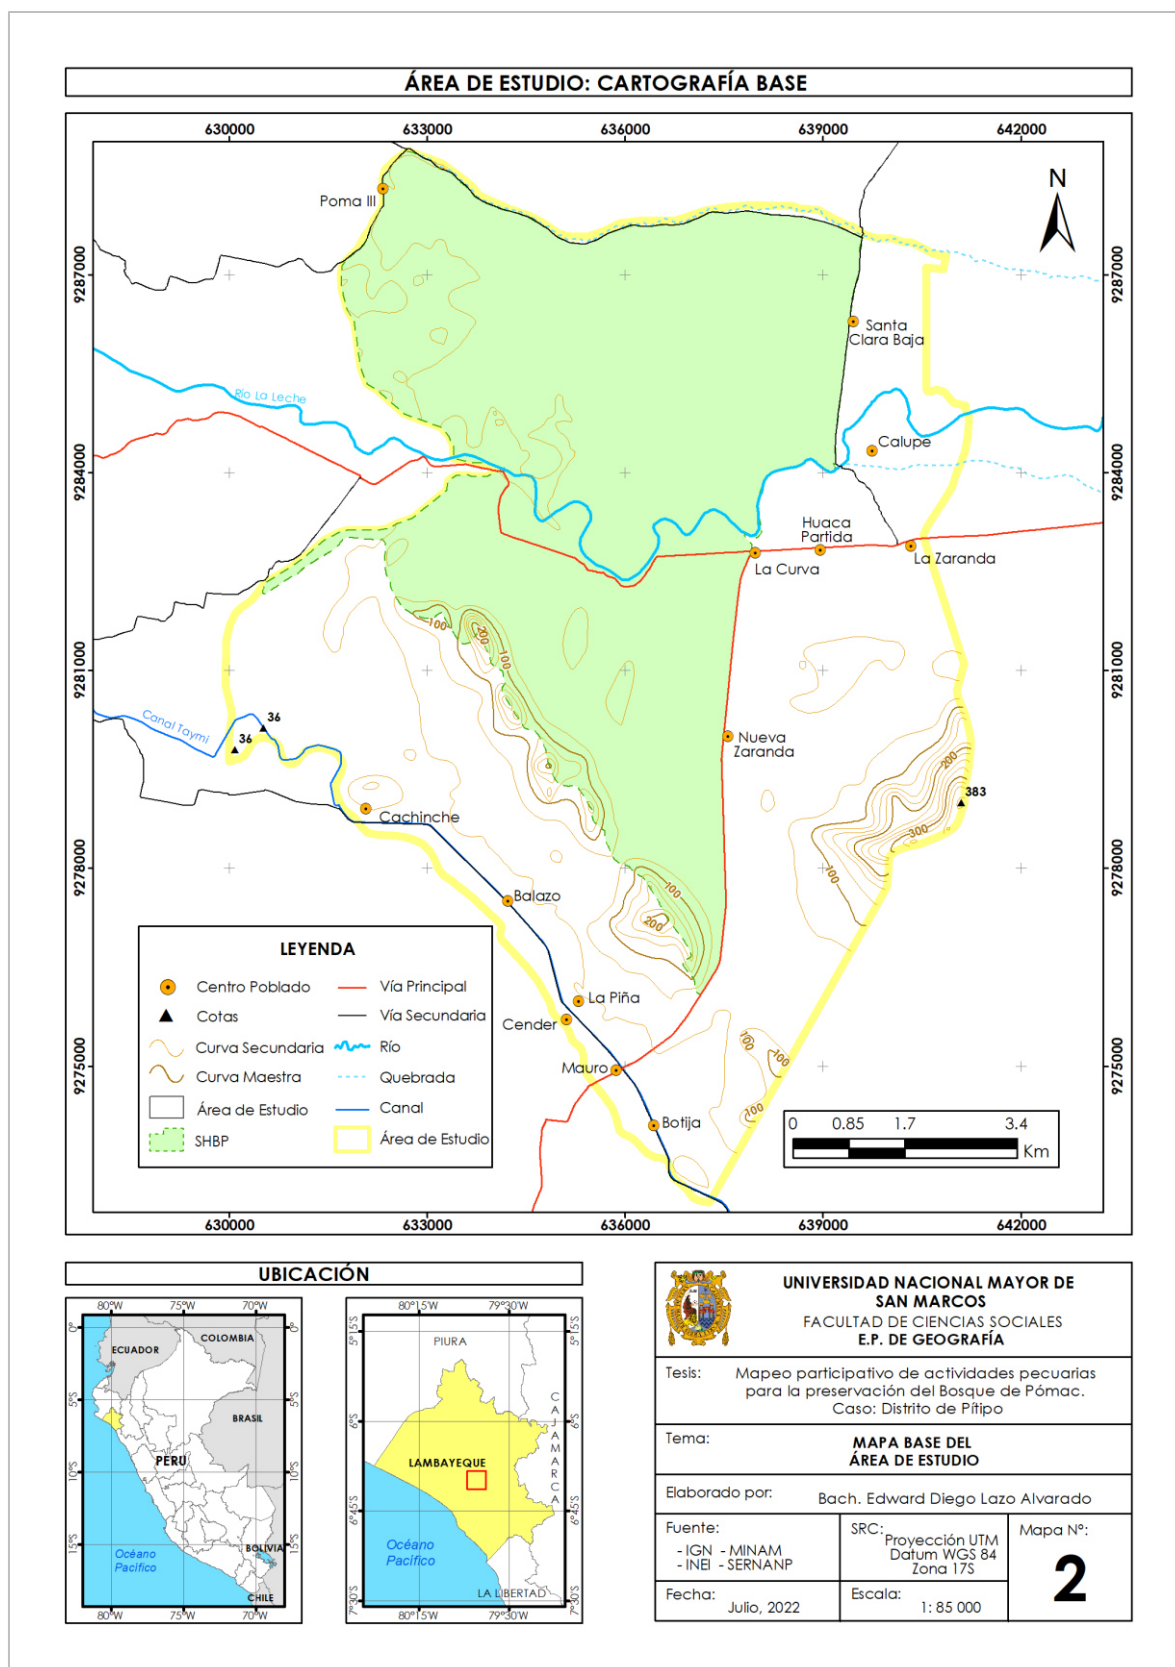 ÁREA DE ESTUDIO: CARTOGRAFÍA BASE
630000 633000 636000 639000 642000
N
Poma III
9287000
9287000
Santa
Clara Baja
Río La Leche
Calupe
9284000
9284000
Huaca
Partida
La Curva
La Zaranda
100
200
100
9281000
9281000
Canal Taymi
36
36
Nueva
Zaranda
200
383
Cachinche
300
9278000
9278000
100
100
Balazo
200
LEYENDA
Centro Poblado
Vía Principal
Cotas
Vía Secundaria
Curva Secundaria
Río
Curva Maestra
Quebrada
Área de Estudio
Canal
SHBP
Área de Estudio
La Piña
Cender
Mauro
9275000
9275000
100
100
100
Botija
0 0.85 1.7 3.4
Km
630000 633000 636000 639000 642000
UBICACIÓN
80°W 75°W 70°W
0°
0°
5°S
5°S
10°S
10°S
15°S
15°S
COLOMBIA
ECUADOR
BRASIL
PERÚ
BOLIVIA
Océano
Pacífico
CHILE
80°W 75°W 70°W
80°15'W 79°30'W
5°15'S
5°15'S
6°S
6°S
6°45'S
6°45'S
7°30'S
7°30'S
PIURA
CAJAMARCA
LAMBAYEQUE
Océano
Pacífico
LA LIBERTAD
80°15'W 79°30'W
UNIVERSIDAD NACIONAL MAYOR DE
SAN MARCOS
FACULTAD DE CIENCIAS SOCIALES
E.P. DE GEOGRAFÍA
Tesis: Mapeo participativo de actividades pecuarias
para la preservación del Bosque de Pómac.
Caso: Distrito de Pítipo
Tema: MAPA BASE DEL
ÁREA DE ESTUDIO
Elaborado por: Bach. Edward Diego Lazo Alvarado
Fuente:
- IGN - MINAM
- INEI - SERNANP
SRC: Proyección UTM
Datum WGS 84
Zona 17S
Mapa Nº:
2
Fecha: Julio, 2022
Escala: 1: 85 000